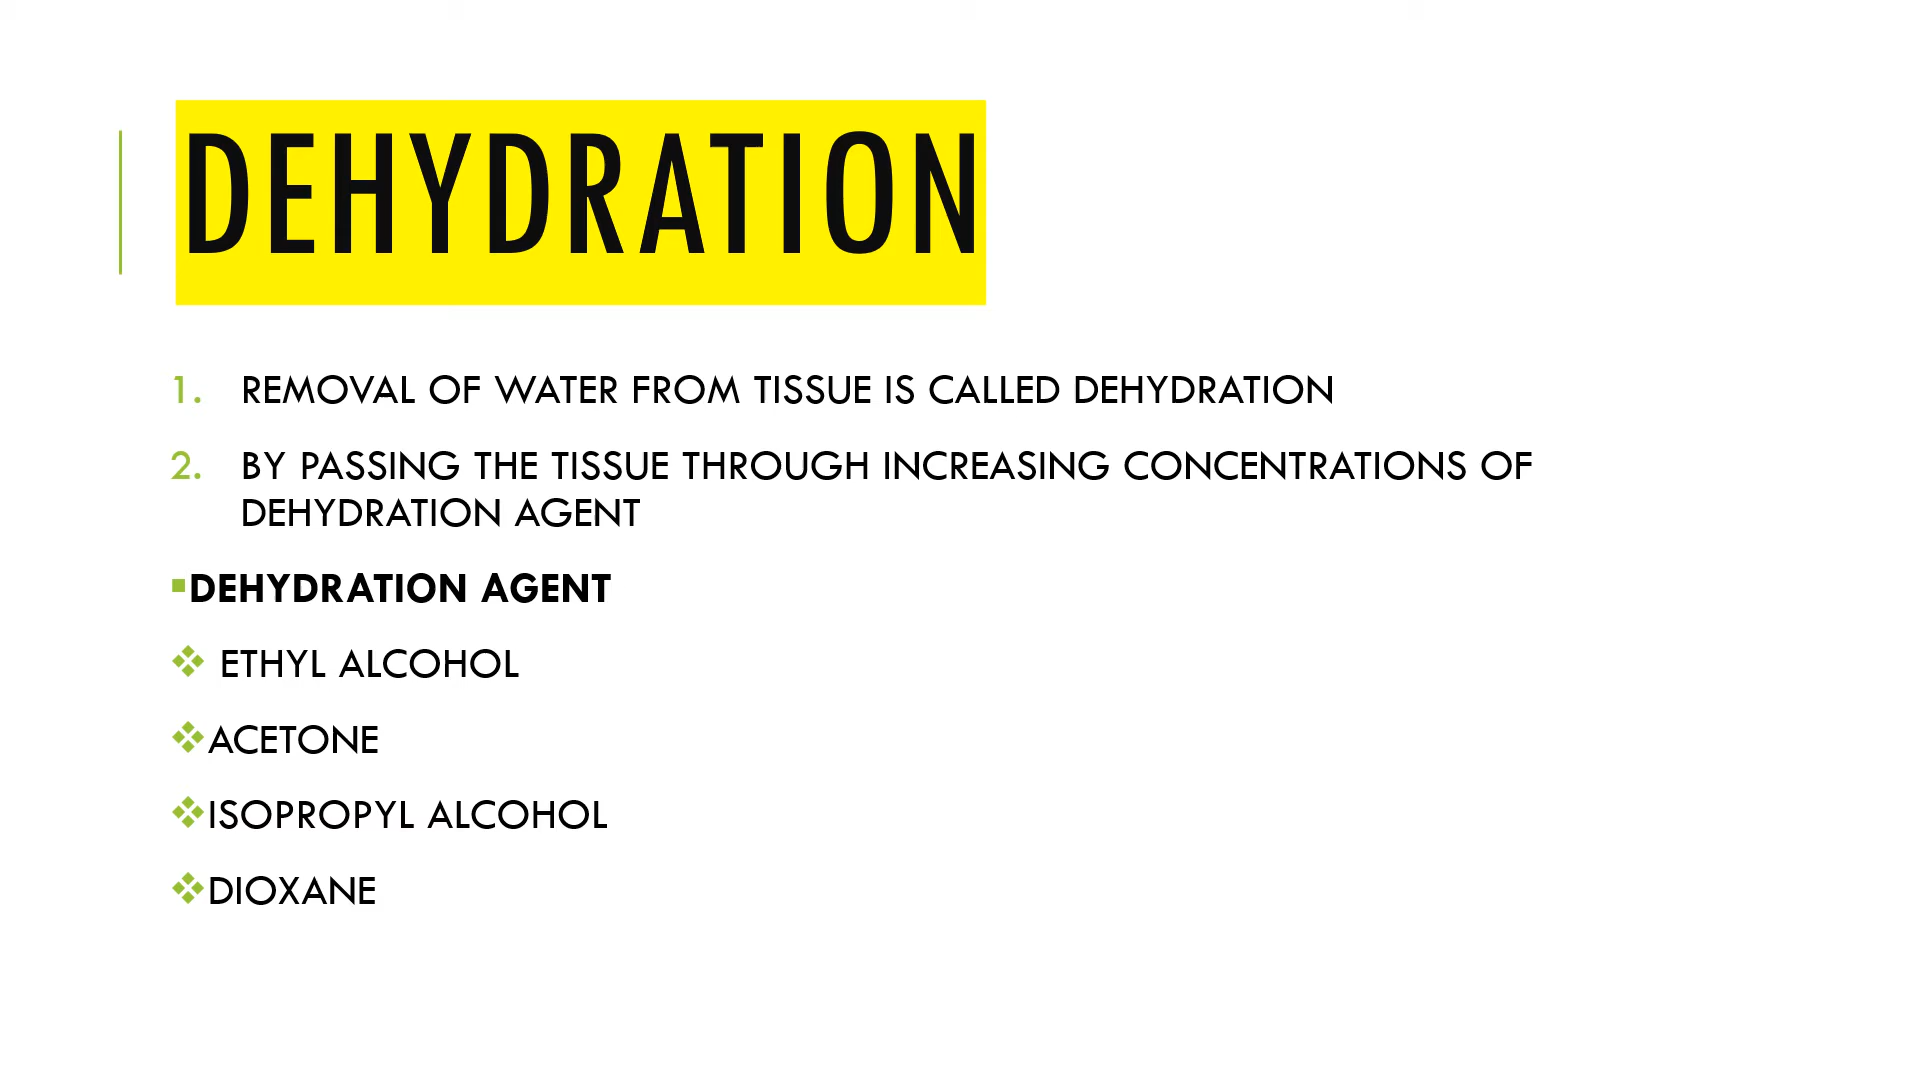 DEHYDRATION
1. REMOVAL OF WATER FROM TISSUE IS CALLED DEHYDRATION
2. BY PASSING THE TISSUE THROUGH INCREASING CONCENTRATIONS OF
DEHYDRATION AGENT
▪DEHYDRATION AGENT
❖ ETHYL ALCOHOL
❖ACETONE
❖ISOPROPYL ALCOHOL
❖DIOXANE